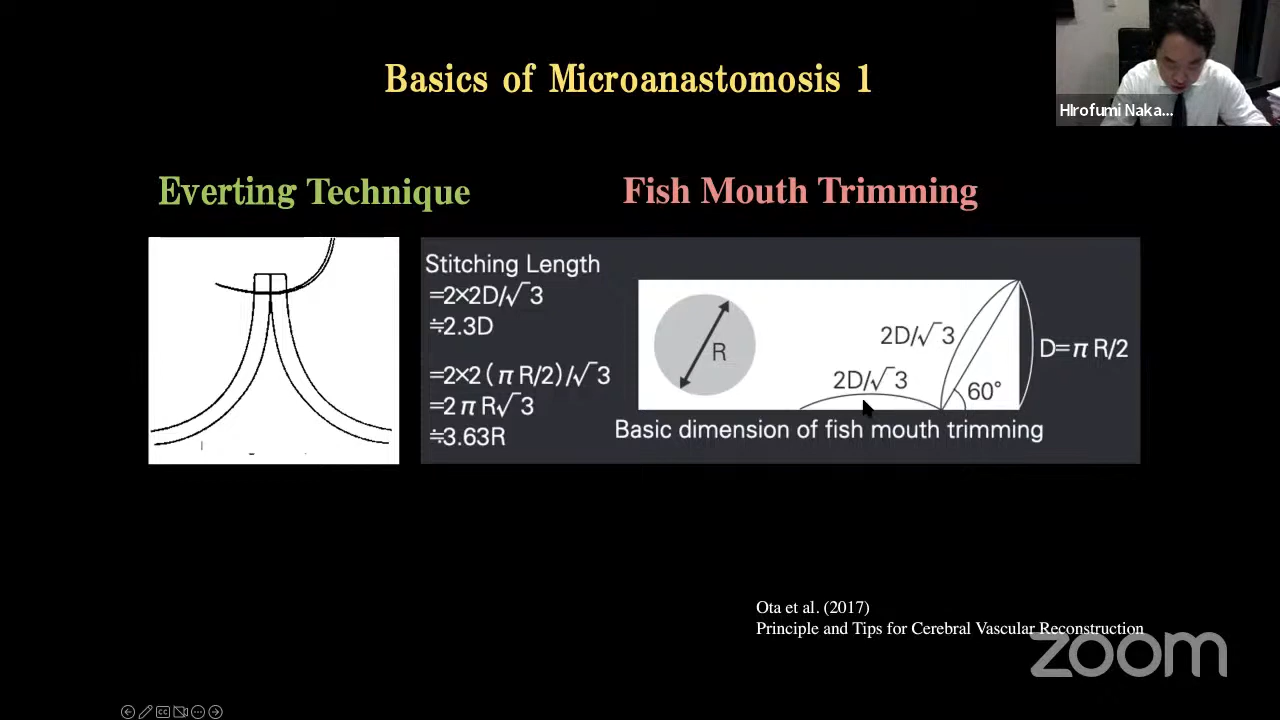 Basics of Microanastomosis 1
HIrofumi Naka...
Everting Technique
Fish Mouth Trimming
Stitching Length
=2×2D/√3
≒2.3D
=2×2(πR/2)/√3
=2πR√3
≒3.63R
R
2D/√3
2D/√3
60°
D=πR/2
Basic dimension of fish mouth trimming
Ota et al. (2017)
Principle and Tips for Cerebral Vascular Reconstruction
zoom